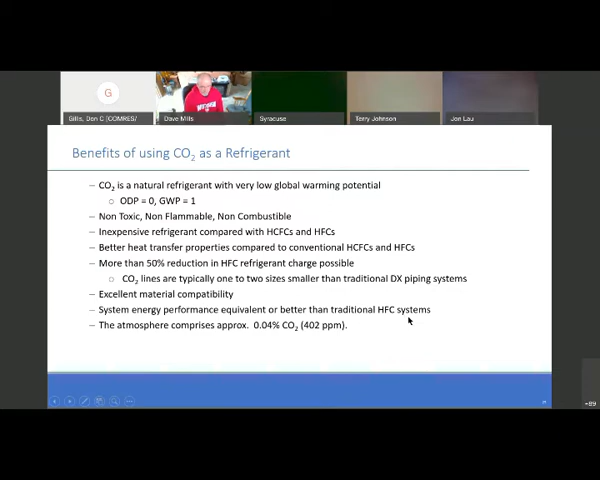 G
Gillis, Don C [COMRES/
Dave Mills
Syracuse
Terry Johnson
Jon Lau
Benefits of using CO2 as a Refrigerant
– CO2 is a natural refrigerant with very low global warming potential
○ ODP = 0, GWP = 1
– Non Toxic, Non Flammable, Non Combustible
– Inexpensive refrigerant compared with HCFCs and HFCs
– Better heat transfer properties compared to conventional HCFCs and HFCs
– More than 50% reduction in HFC refrigerant charge possible
○ CO2 lines are typically one to two sizes smaller than traditional DX piping systems
– Excellent material compatibility
– System energy performance equivalent or better than traditional HFC systems
– The atmosphere comprises approx. 0.04% CO2 (402 ppm).
+89